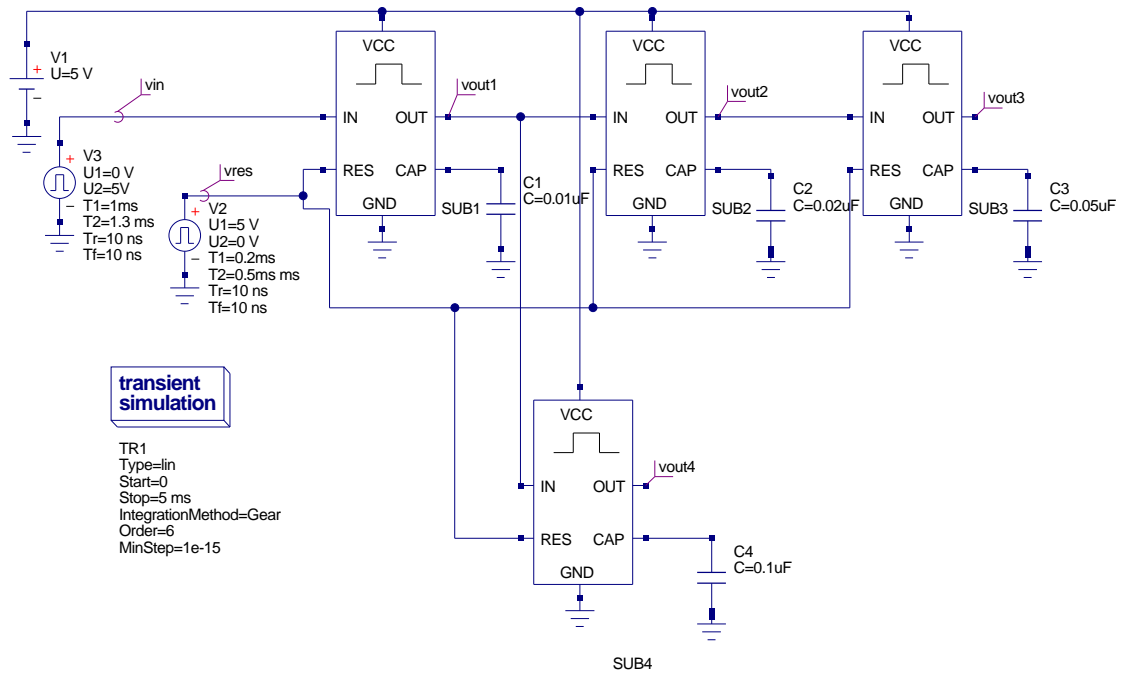 V1
U=5 V
+
−
vin
V3
+
U1=0 V
U2=5V
T1=1ms
−
T2=1.3 ms
Tr=10 ns
Tf=10 ns
vres
V2
+
U1=5 V
U2=0 V
−
T1=0.2ms
T2=0.5ms ms
Tr=10 ns
Tf=10 ns
VCC
IN
OUT
RES
CAP
GND
SUB1
vout1
C1
C=0.01uF
VCC
IN
OUT
RES
CAP
GND
SUB2
vout2
C2
C=0.02uF
VCC
IN
OUT
RES
CAP
GND
SUB3
vout3
C3
C=0.05uF
transient
simulation
TR1
Type=lin
Start=0
Stop=5 ms
IntegrationMethod=Gear
Order=6
MinStep=1e-15
VCC
IN
OUT
RES
CAP
GND
vout4
C4
C=0.1uF
SUB4